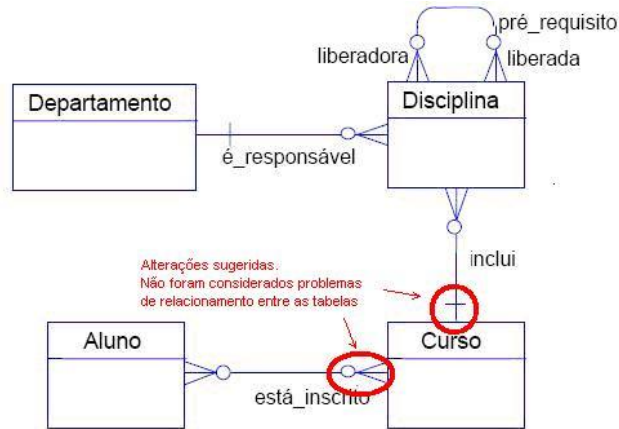 pré_requisito
liberadora
liberada
Departamento
Disciplina
é_responsável
inclui
Alterações sugeridas.
Não foram considerados problemas
de relacionamento entre as tabelas
Aluno
Curso
está_inscrito